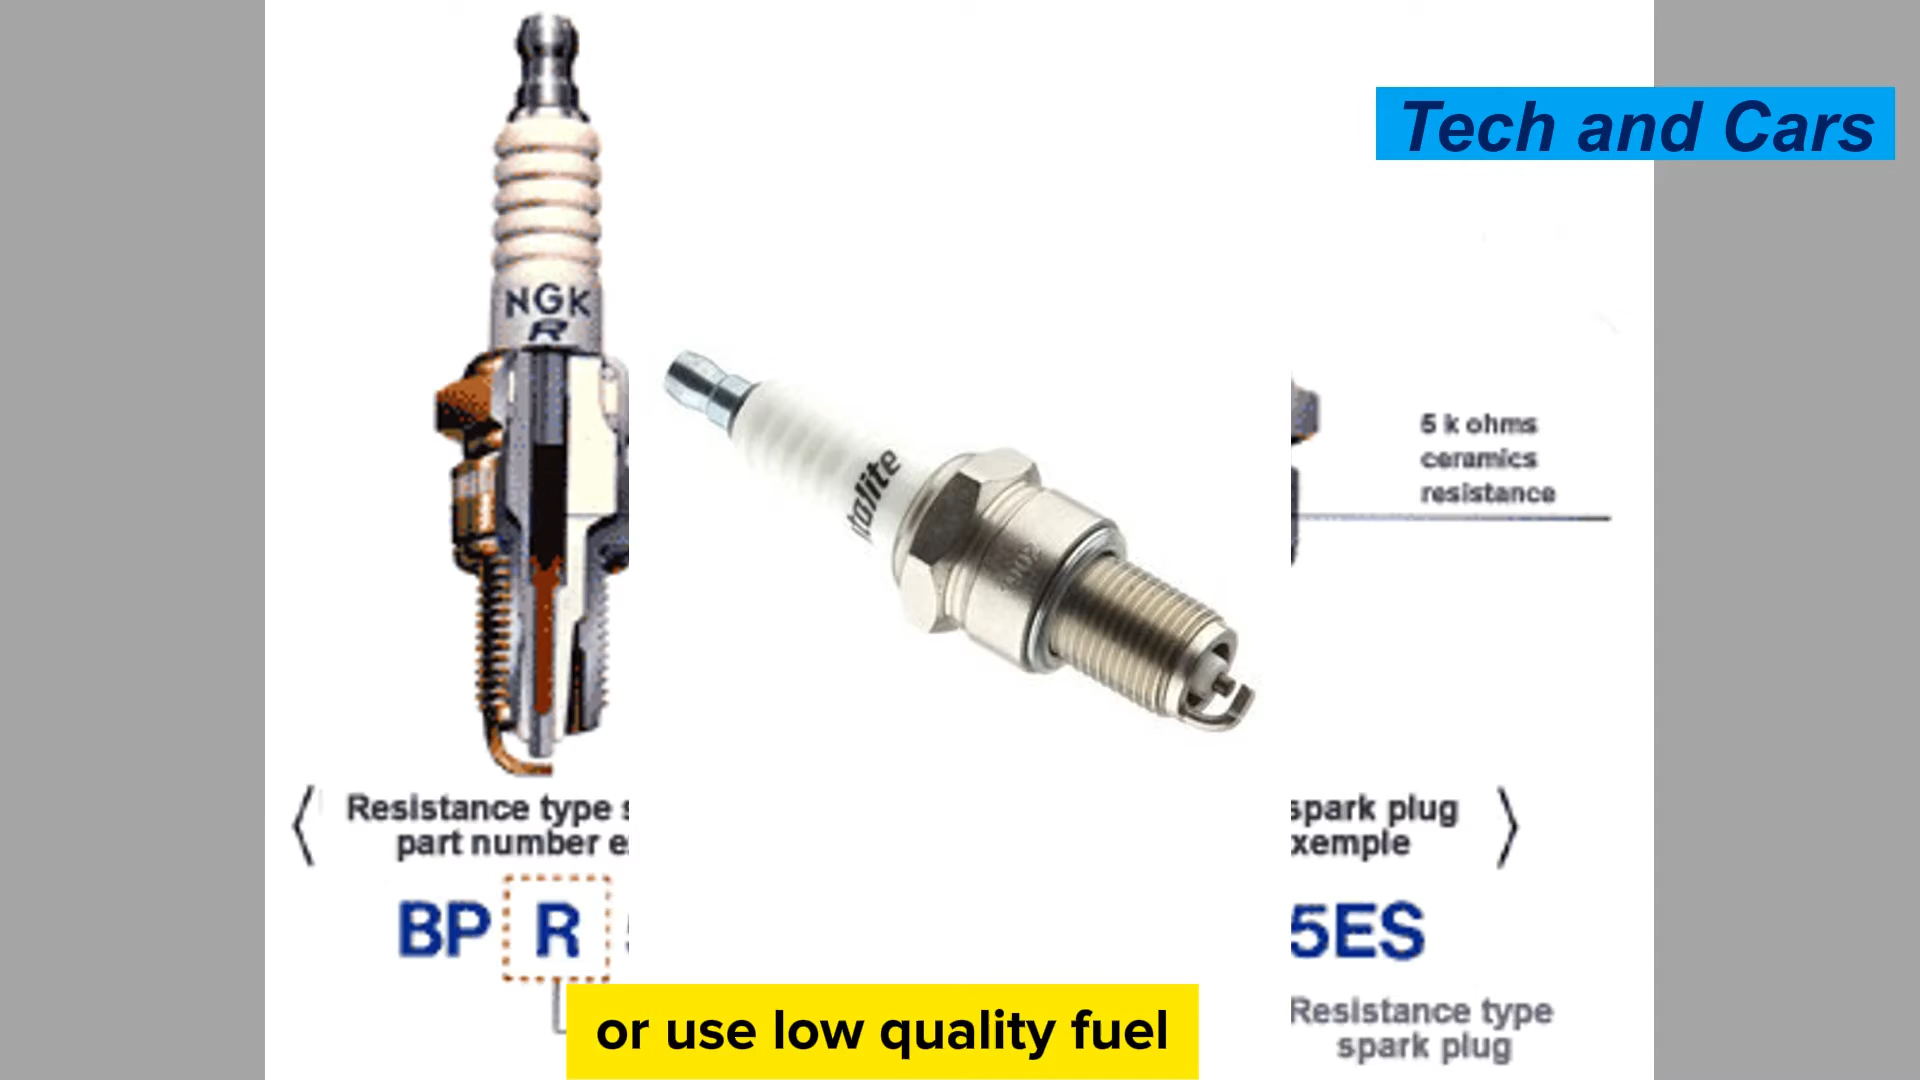 Tech and Cars
NGK
R
5 k ohms
ceramics
resistance
Resistance type
spark plug
part number e
xemple
BP R
5ES
or use low quality fuel
Resistance type
spark plug